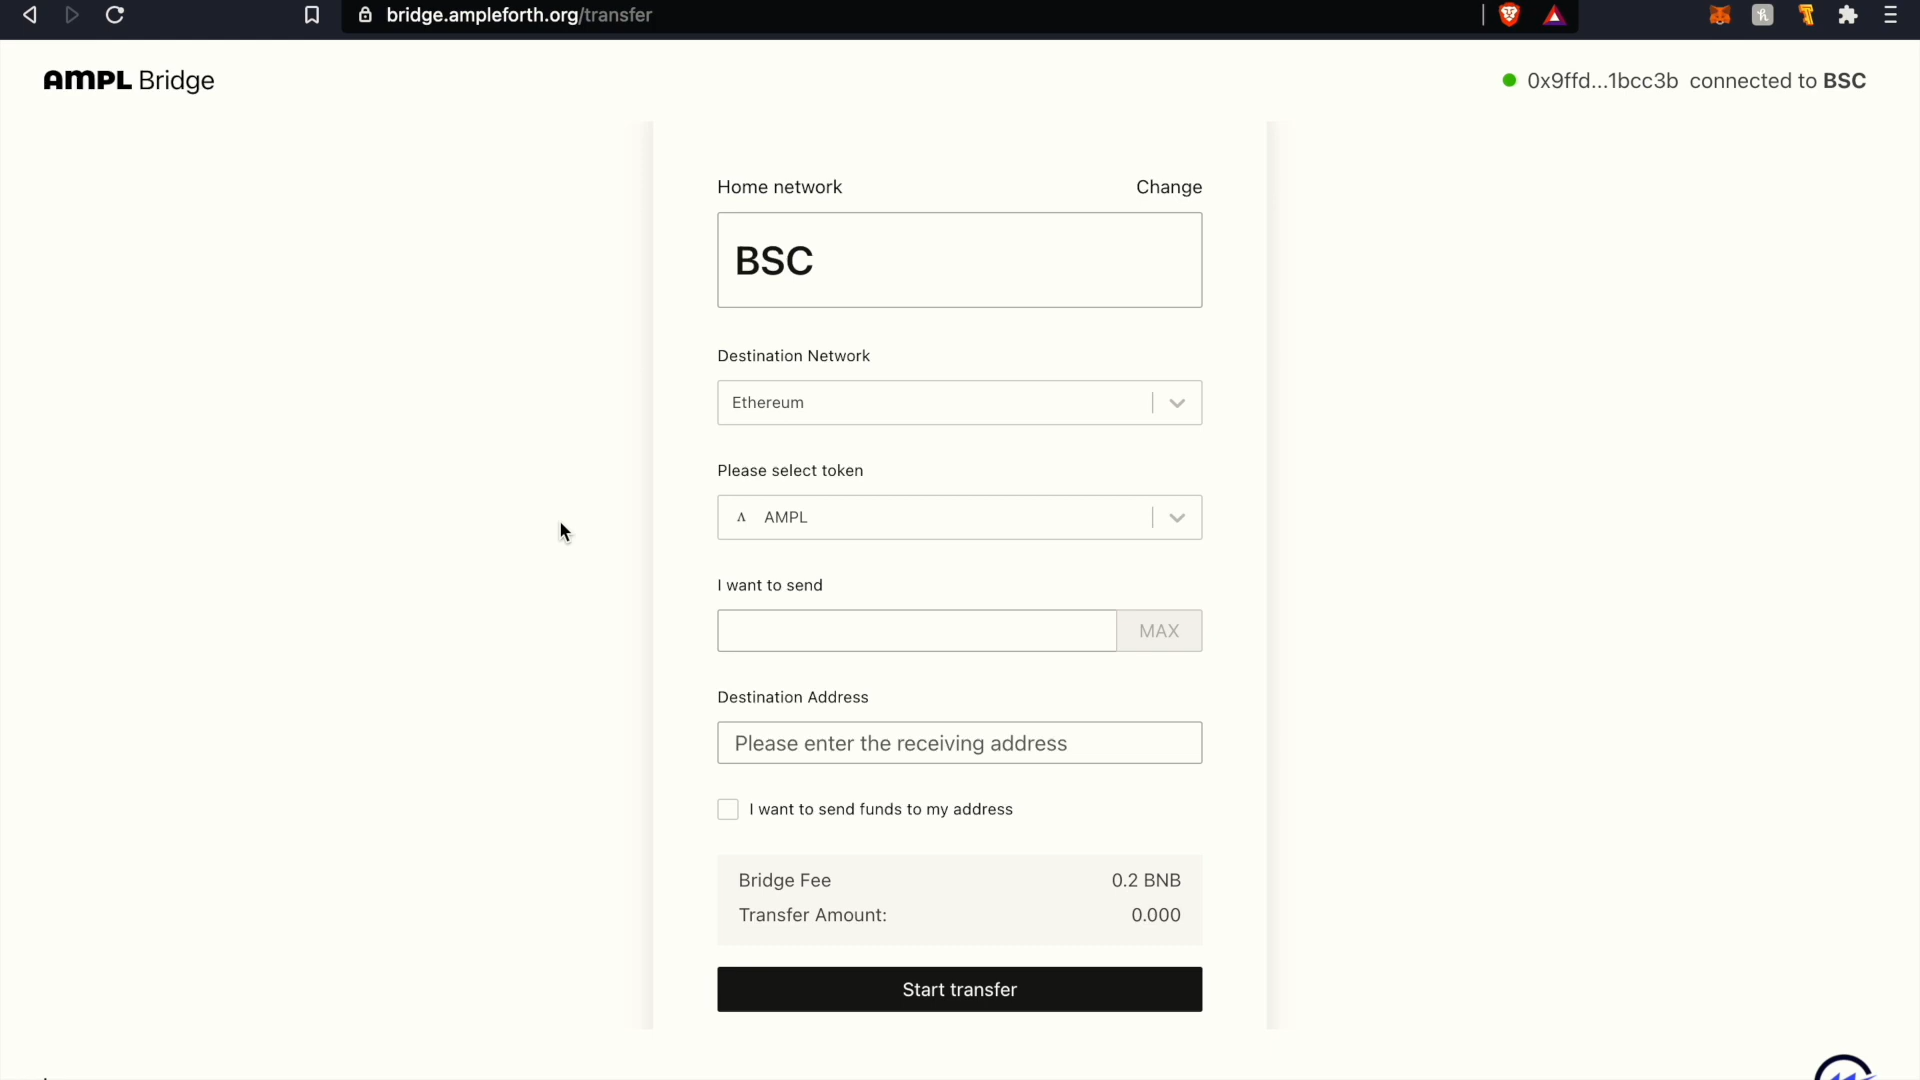 bridge.ampleforth.org/transfer
AMPL Bridge
0x9ffd...1bcc3b connected to BSC
Home network
Change
BSC
Destination Network
Ethereum
Please select token
Λ AMPL
I want to send
MAX
Destination Address
Please enter the receiving address
I want to send funds to my address
Bridge Fee
0.2 BNB
Transfer Amount:
0.000
Start transfer